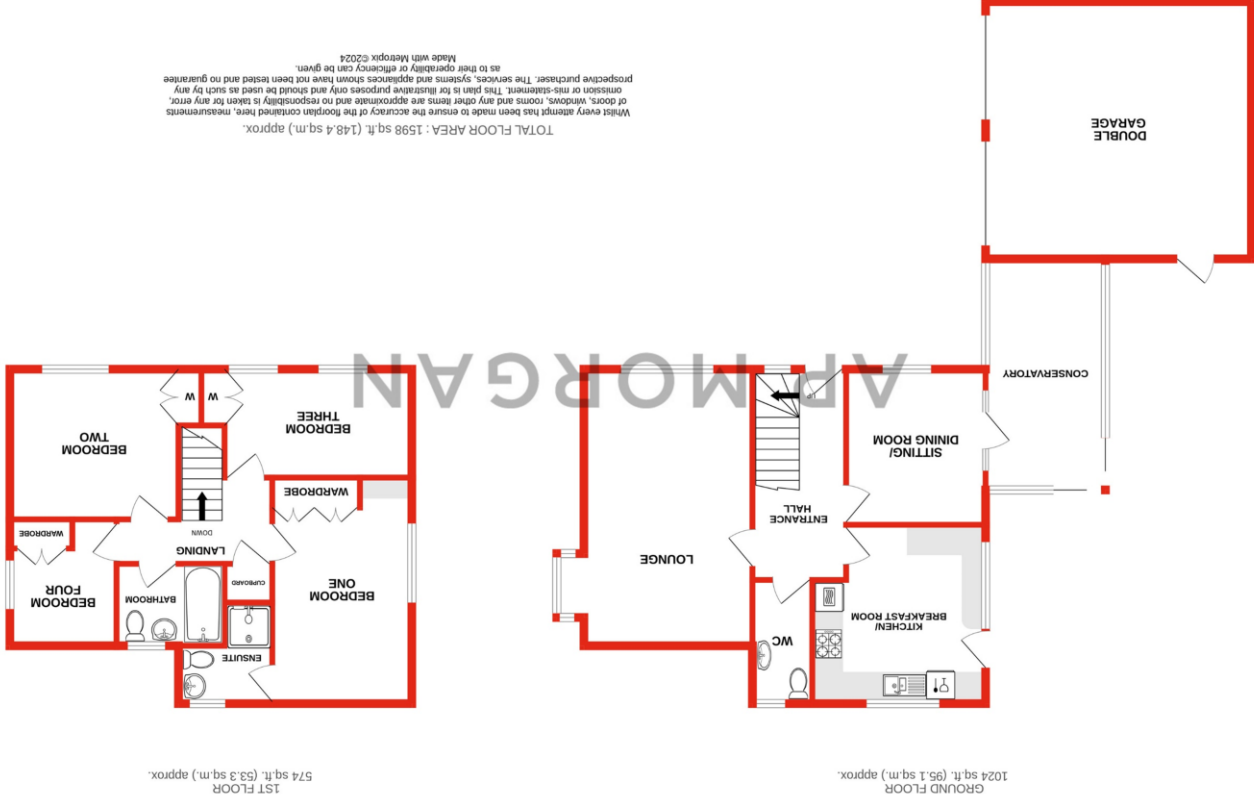 GROUND FLOOR
1024 sq.ft. (95.1 sq.m.) approx.
1ST FLOOR
574 sq.ft. (53.3 sq.m.) approx.
KITCHEN/
BREAKFAST ROOM
WC
LOUNGE
ENTRANCE
HALL
SITTING/
DINING ROOM
UP
CONSERVATORY
DOUBLE
GARAGE
ENSUITE
BEDROOM
ONE
WARDROBE
CUPBOARD
BATHROOM
BEDROOM
FOUR
WARDROBE
LANDING
DOWN
BEDROOM
THREE
W
W
BEDROOM
TWO
AP MORGAN
TOTAL FLOOR AREA : 1598 sq.ft. (148.4 sq.m.) approx.
Whilst every attempt has been made to ensure the accuracy of the floorplan contained here, measurements
of doors, windows, rooms and any other items are approximate and no responsibility is taken for any error,
omission or mis-statement. This plan is for illustrative purposes only and should be used as such by any
prospective purchaser. The services, systems and appliances shown have not been tested and no guarantee
as to their operability or efficiency can be given.
Made with Metropix ©2024